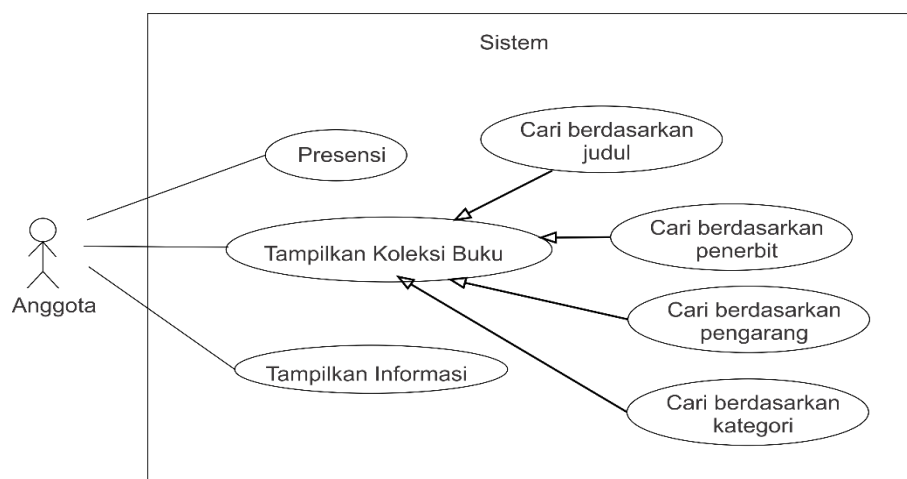 Sistem
Cari berdasarkan
judul
Presensi
Cari berdasarkan
penerbit
Tampilkan Koleksi Buku
Anggota
Cari berdasarkan
pengarang
Tampilkan Informasi
Cari berdasarkan
kategori